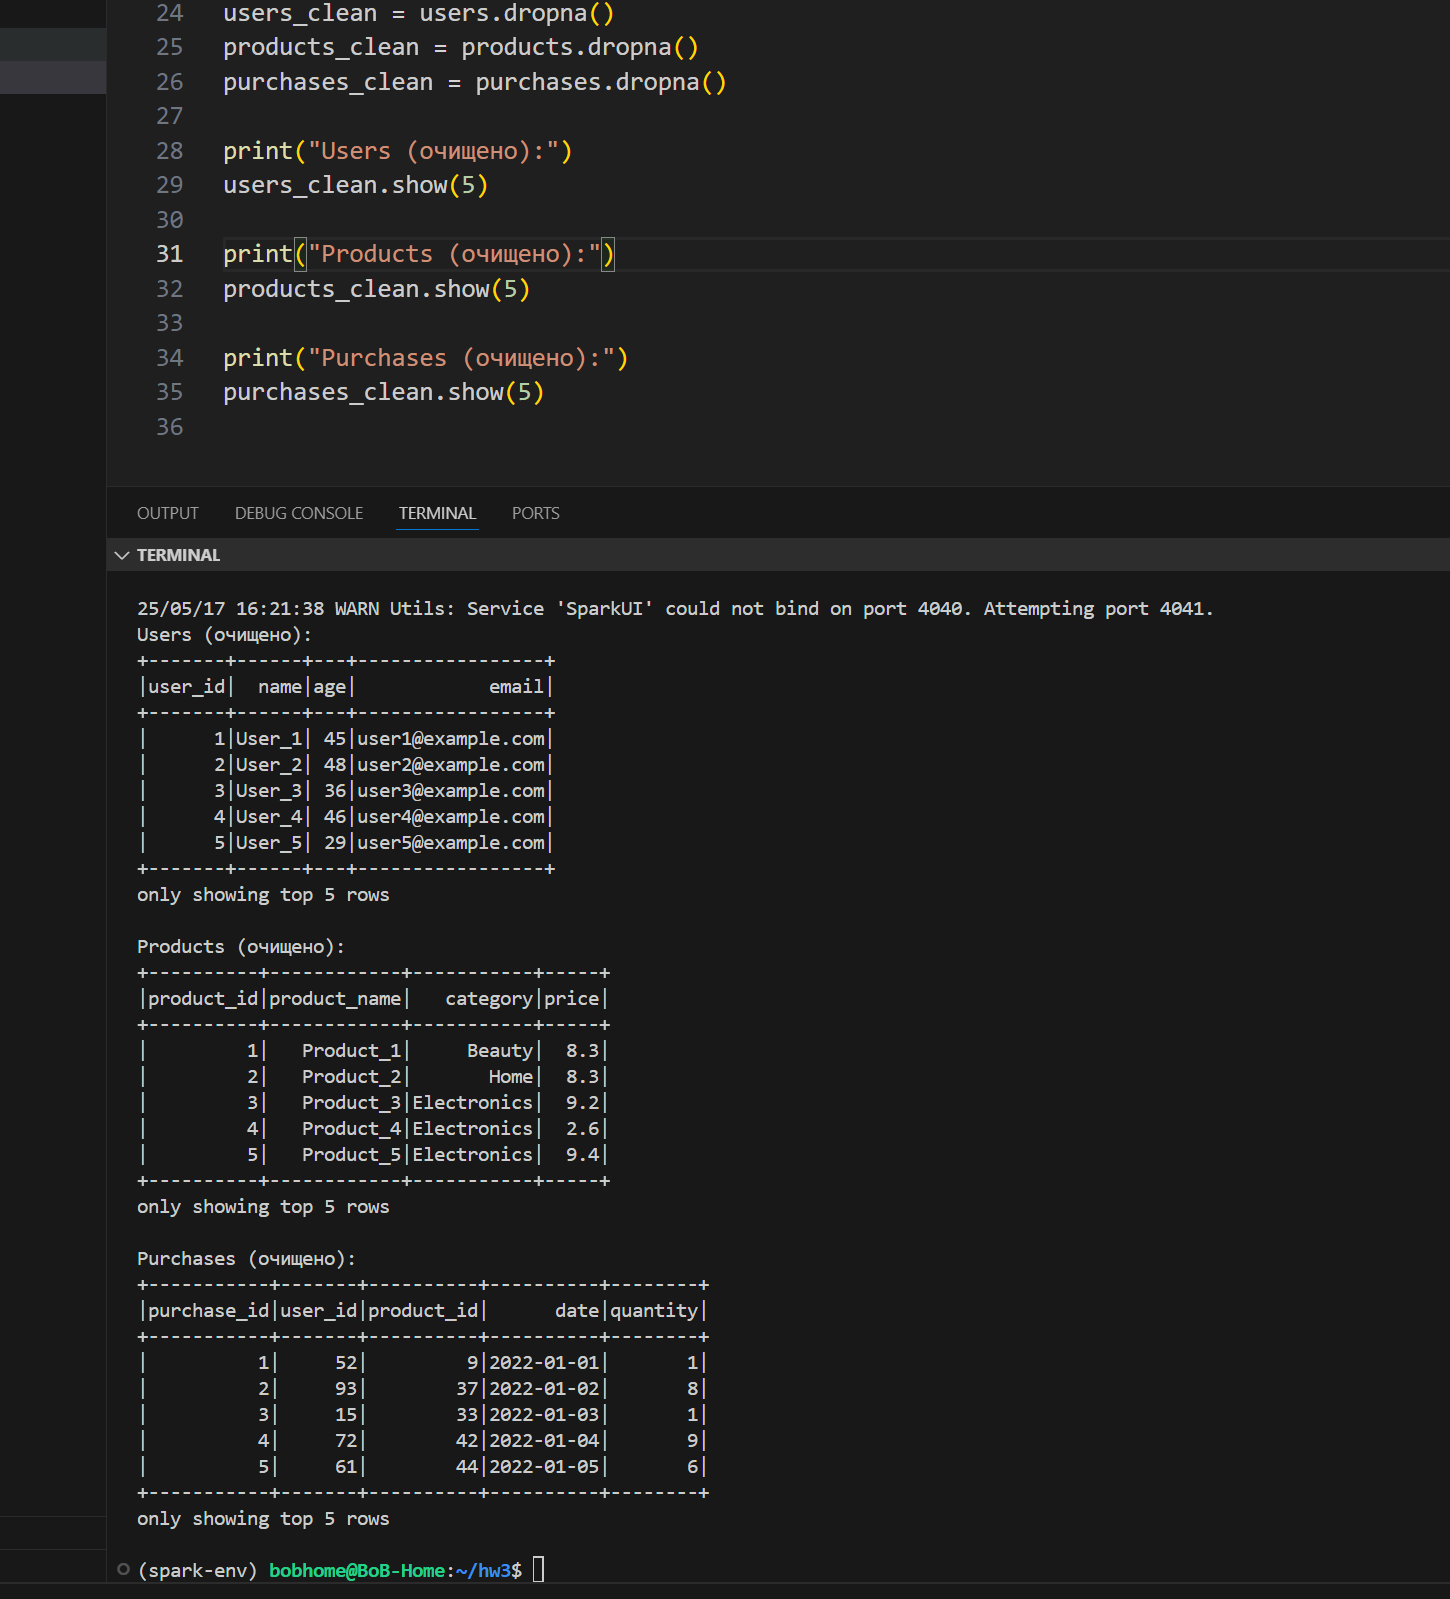 24 users_clean = users.dropna()
25 products_clean = products.dropna()
26 purchases_clean = purchases.dropna()
27
28 print("Users (очищено):")
29 users_clean.show(5)
30
31 print("Products (очищено):")
32 products_clean.show(5)
33
34 print("Purchases (очищено):")
35 purchases_clean.show(5)
36
OUTPUT DEBUG CONSOLE TERMINAL PORTS
TERMINAL
25/05/17 16:21:38 WARN Utils: Service 'SparkUI' could not bind on port 4040. Attempting port 4041.
Users (очищено):
+-------+------+---+-----------------+
|user_id|  name|age|            email|
+-------+------+---+-----------------+
|      1|User_1| 45|user1@example.com|
|      2|User_2| 48|user2@example.com|
|      3|User_3| 36|user3@example.com|
|      4|User_4| 46|user4@example.com|
|      5|User_5| 29|user5@example.com|
+-------+------+---+-----------------+
only showing top 5 rows
Products (очищено):
+----------+------------+-----------+-----+
|product_id|product_name|   category|price|
+----------+------------+-----------+-----+
|         1|   Product_1|     Beauty|  8.3|
|         2|   Product_2|       Home|  8.3|
|         3|   Product_3|Electronics|  9.2|
|         4|   Product_4|Electronics|  2.6|
|         5|   Product_5|Electronics|  9.4|
+----------+------------+-----------+-----+
only showing top 5 rows
Purchases (очищено):
+-----------+-------+----------+----------+--------+
|purchase_id|user_id|product_id|      date|quantity|
+-----------+-------+----------+----------+--------+
|          1|     52|         9|2022-01-01|       1|
|          2|     93|        37|2022-01-02|       8|
|          3|     15|        33|2022-01-03|       1|
|          4|     72|        42|2022-01-04|       9|
|          5|     61|        44|2022-01-05|       6|
+-----------+-------+----------+----------+--------+
only showing top 5 rows
(spark-env) bobhome@BoB-Home:~/hw3$